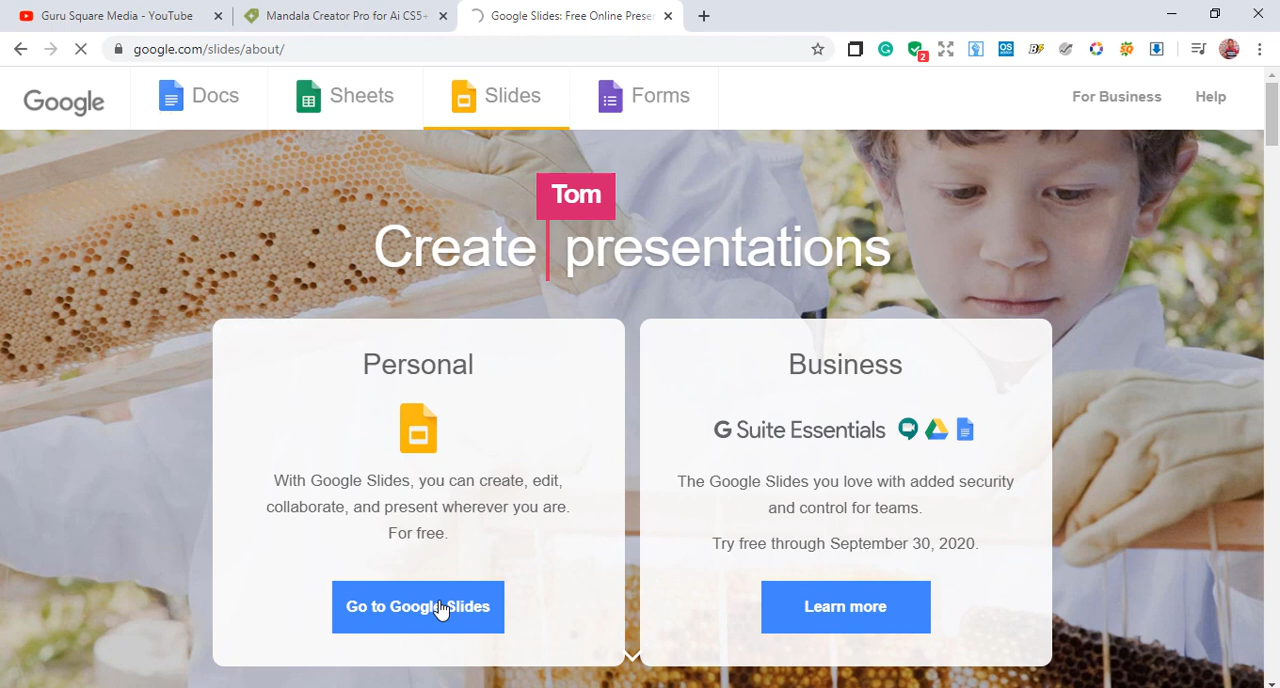 Guru Square Media - YouTube
Mandala Creator Pro for Ai CS5+
Google Slides: Free Online Prese
google.com/slides/about/
OS
2
Google
Docs
Sheets
Slides
Forms
For Business
Help
Tom
Create presentations
Personal
With Google Slides, you can create, edit,
collaborate, and present wherever you are.
For free.
Go to Google Slides
Business
G Suite Essentials
The Google Slides you love with added security
and control for teams.
Try free through September 30, 2020.
Learn more